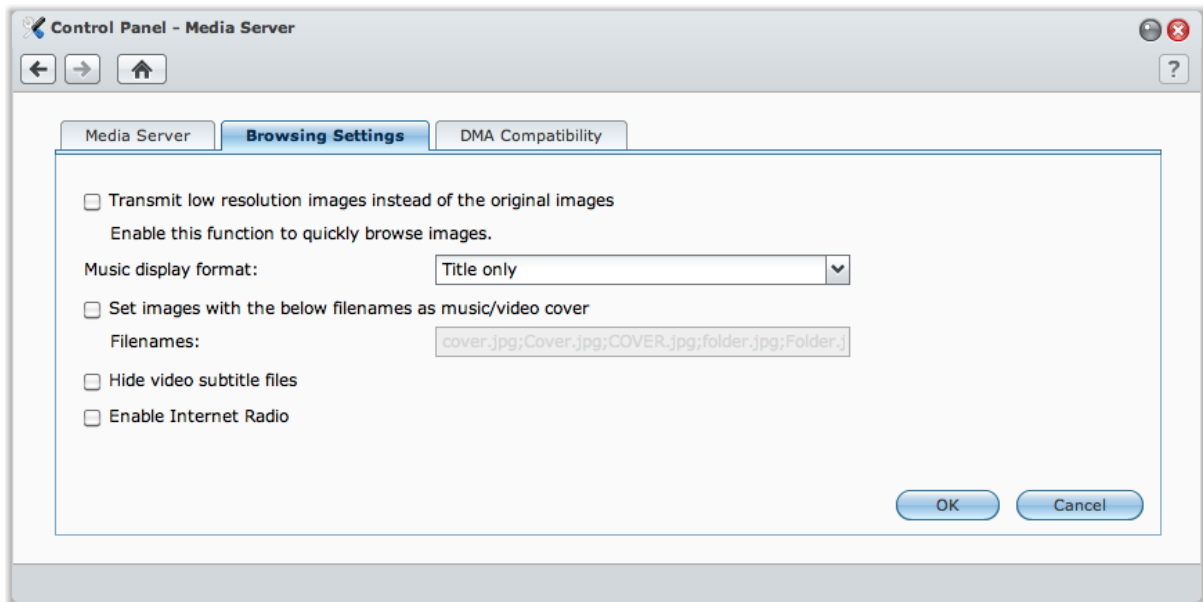 Control Panel - Media Server
?
Media Server Browsing Settings DMA Compatibility
Transmit low resolution images instead of the original images
Enable this function to quickly browse images.
Music display format: Title only
Set images with the below filenames as music/video cover
Filenames: cover.jpg;Cover.jpg;COVER.jpg;folder.jpg;Folder.j
Hide video subtitle files
Enable Internet Radio
OK Cancel